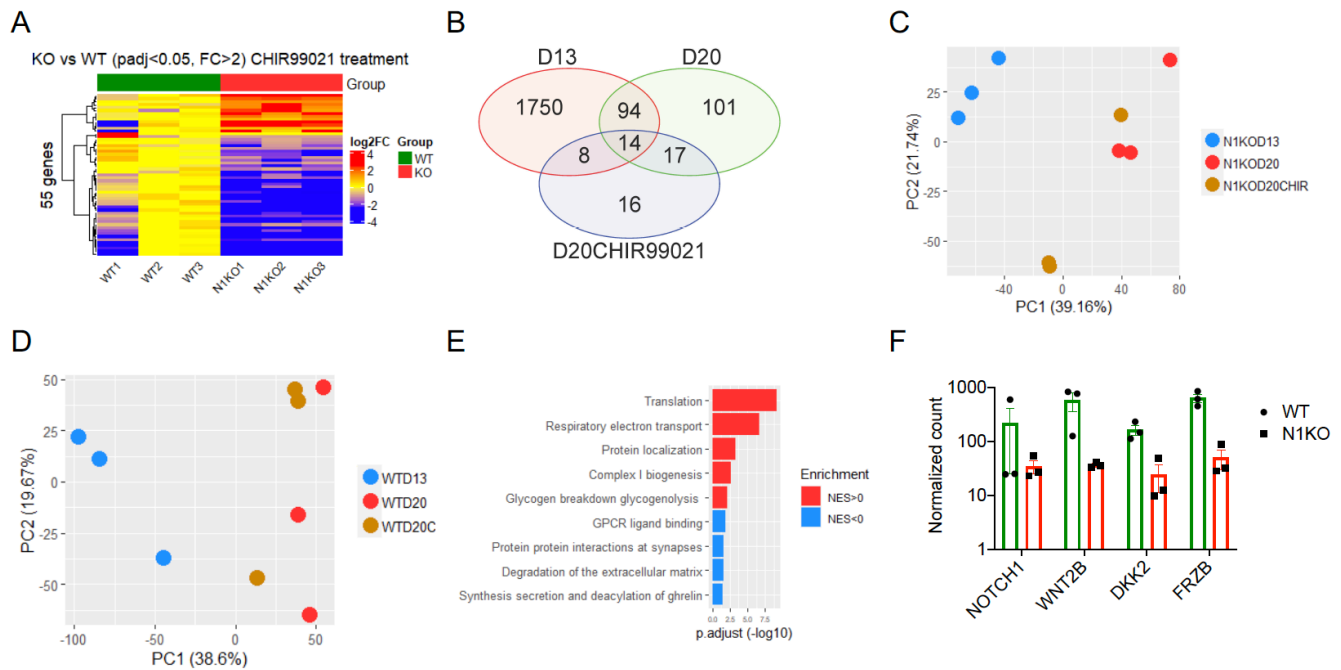 A
KO vs WT (padj<0.05, FC>2) CHIR99021 treatment
Group
55 genes
log2FC
4
2
0
-2
-4
Group
WT
KO
WT1
WT2
WT3
N1KO1
N1KO2
N1KO3
B
D13
D20
1750
94
101
14
8
17
16
D20CHIR99021
C
PC2 (21.74%)
25
0
-25
-50
-40
0
40
80
PC1 (39.16%)
N1KOD13
N1KOD20
N1KOD20CHIR
D
PC2 (19.67%)
50
25
0
-25
-50
-100
-50
0
50
PC1 (38.6%)
WTD13
WTD20
WTD20C
E
Translation
Respiratory electron transport
Protein localization
Complex I biogenesis
Glycogen breakdown glycogenolysis
GPCR ligand binding
Protein protein interactions at synapses
Degradation of the extracellular matrix
Synthesis secretion and deacylation of ghrelin
0.0
2.5
5.0
7.5
p.adjust (-log10)
Enrichment
NES>0
NES<0
F
Normalized count
1000
100
10
1
NOTCH1
WNT2B
DKK2
FRZB
WT
N1KO